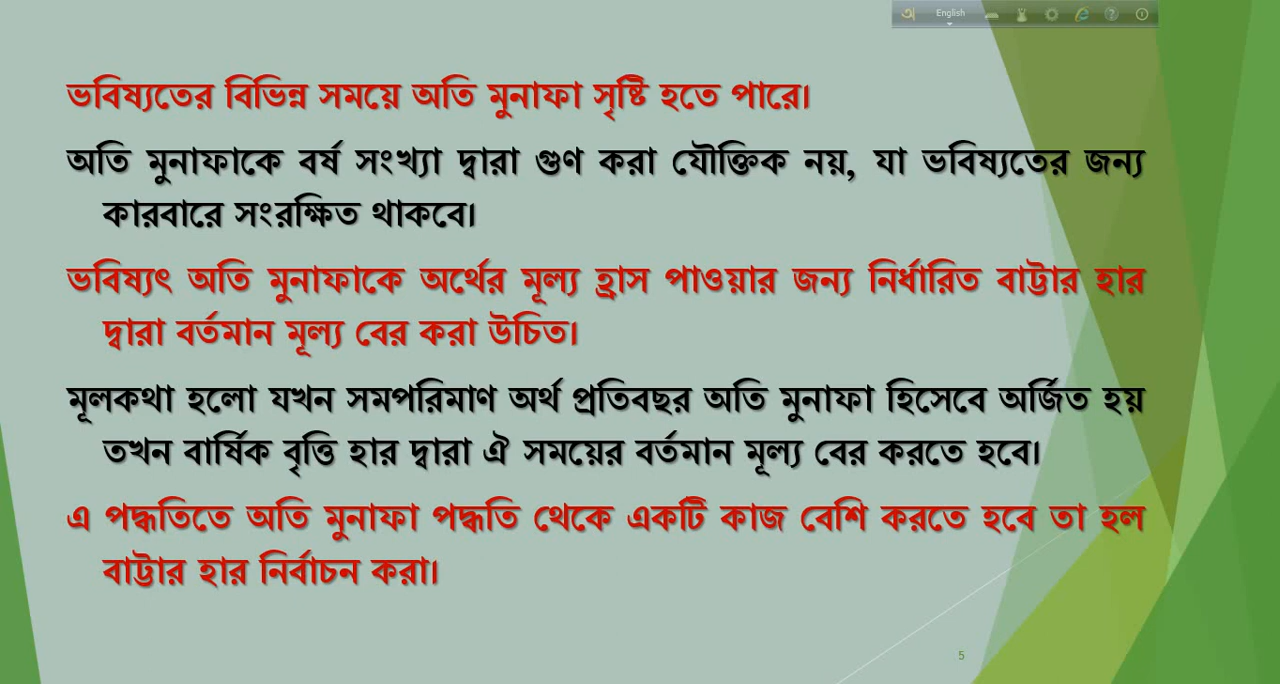 অ English
ভবিষ্যতের বিভিন্ন সময়ে অতি মুনাফা সৃষ্টি হতে পারে।
অতি মুনাফাকে বর্ষ সংখ্যা দ্বারা গুণ করা যৌক্তিক নয়, যা ভবিষ্যতের জন্য
কারবারে সংরক্ষিত থাকবে।
ভবিষ্যৎ অতি মুনাফাকে অর্থের মূল্য হ্রাস পাওয়ার জন্য নির্ধারিত বাট্টার হার
দ্বারা বর্তমান মূল্য বের করা উচিত।
মূলকথা হলো যখন সমপরিমাণ অর্থ প্রতিবছর অতি মুনাফা হিসেবে অর্জিত হয়
তখন বার্ষিক বৃত্তি হার দ্বারা ঐ সময়ের বর্তমান মূল্য বের করতে হবে।
এ পদ্ধতিতে অতি মুনাফা পদ্ধতি থেকে একটি কাজ বেশি করতে হবে তা হল
বাট্টার হার নির্বাচন করা।
5